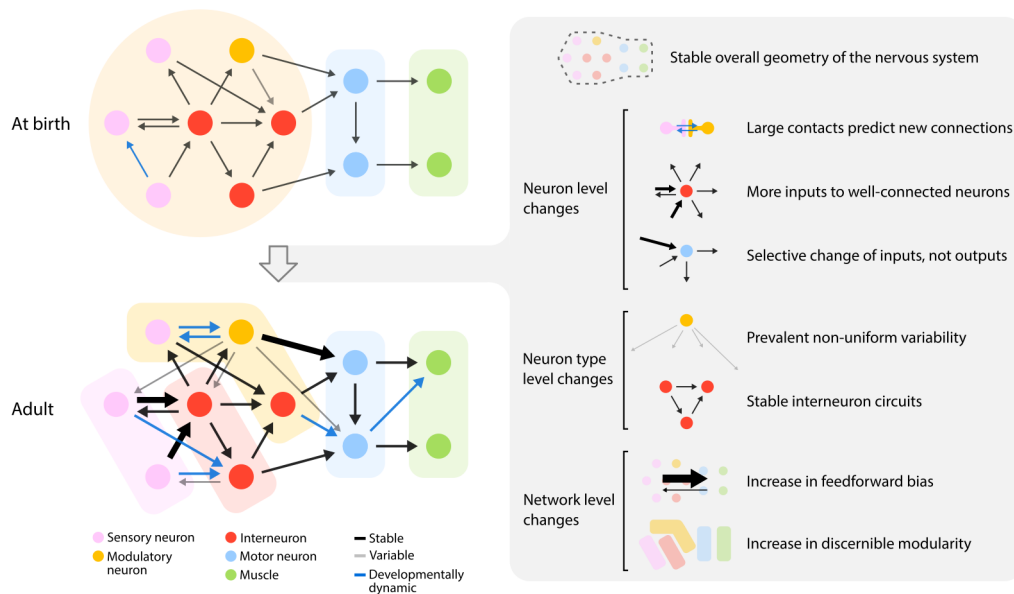 At birth
Adult
Sensory neuron
Modulatory
neuron
Interneuron
Motor neuron
Muscle
Stable
Variable
Developmentally
dynamic
Stable overall geometry of the nervous system
Neuron level
changes
Large contacts predict new connections
More inputs to well-connected neurons
Selective change of inputs, not outputs
Neuron type
level changes
Prevalent non-uniform variability
Stable interneuron circuits
Network level
changes
Increase in feedforward bias
Increase in discernible modularity